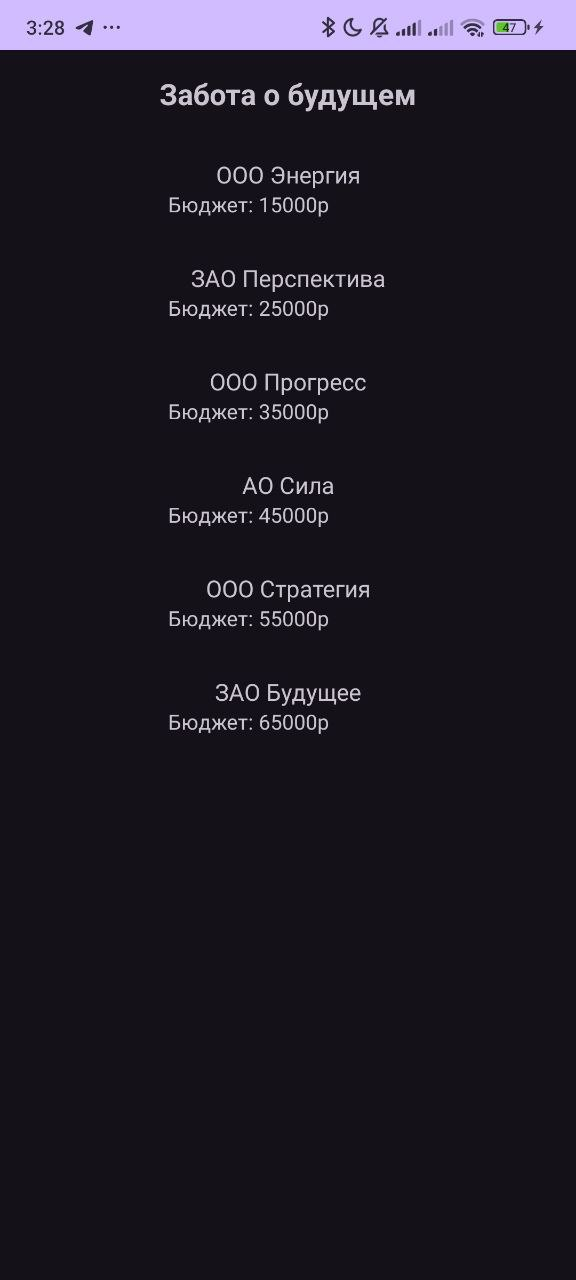 3:28 ...
47
Забота о будущем
ООО Энергия
Бюджет: 15000р
ЗАО Перспектива
Бюджет: 25000р
ООО Прогресс
Бюджет: 35000р
АО Сила
Бюджет: 45000р
ООО Стратегия
Бюджет: 55000р
ЗАО Будущее
Бюджет: 65000р